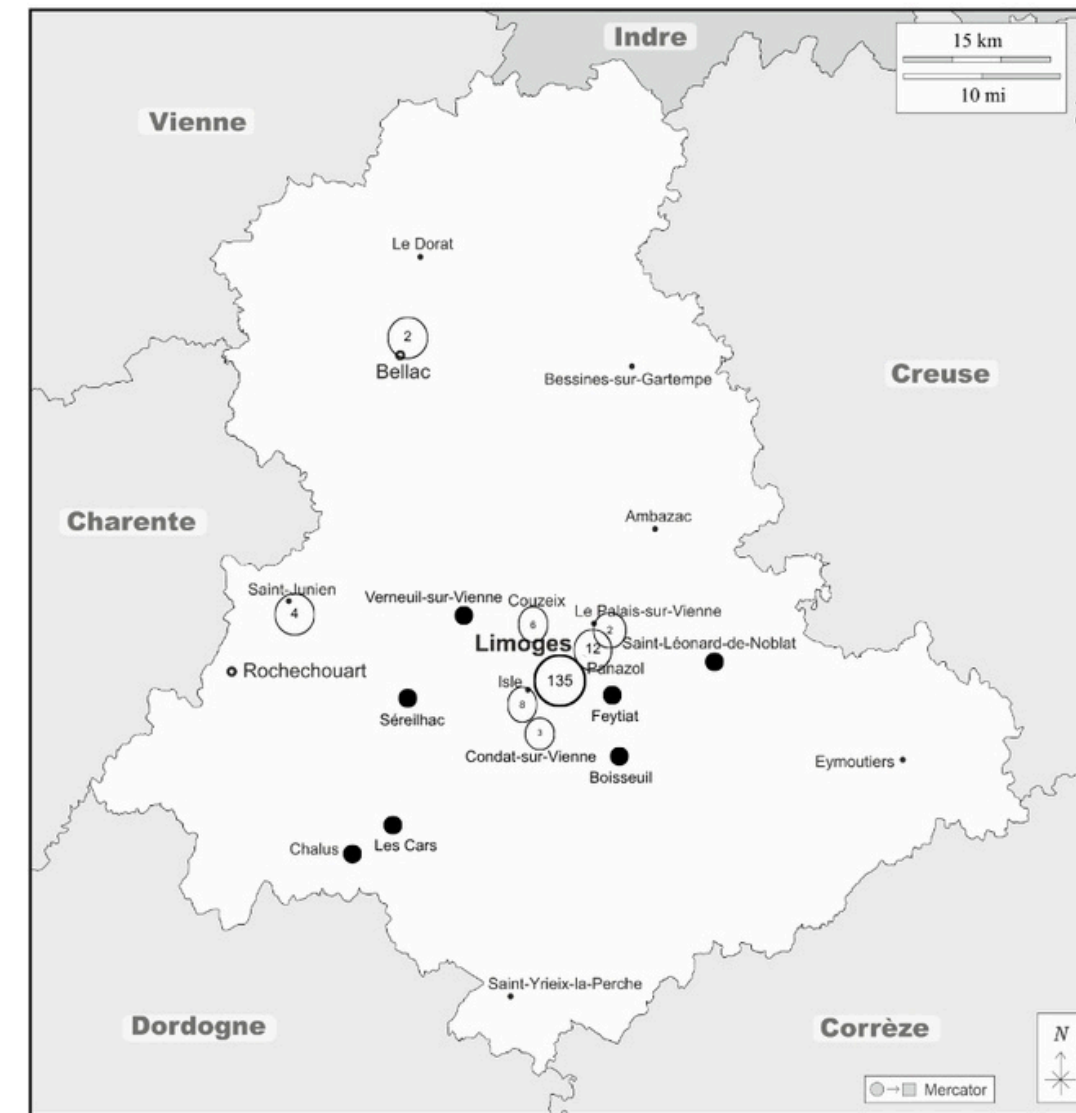 Indre
15 km
10 mi
Vienne
Le Dorat
2
Bellac
Bessines-sur-Gartempe
Creuse
Charente
Ambazac
Saint-Junien
4
Verneuil-sur-Vienne
Couzeix
6
Le Palais-sur-Vienne
2
Limoges
12
Saint-Léonard-de-Noblat
Panazol
Rochechouart
135
Isle
8
Séreilhac
Feytiat
3
Condat-sur-Vienne
Boisseuil
Eymoutiers
Chalus
Les Cars
Saint-Yrieix-la-Perche
Dordogne
Corrèze
N
Mercator